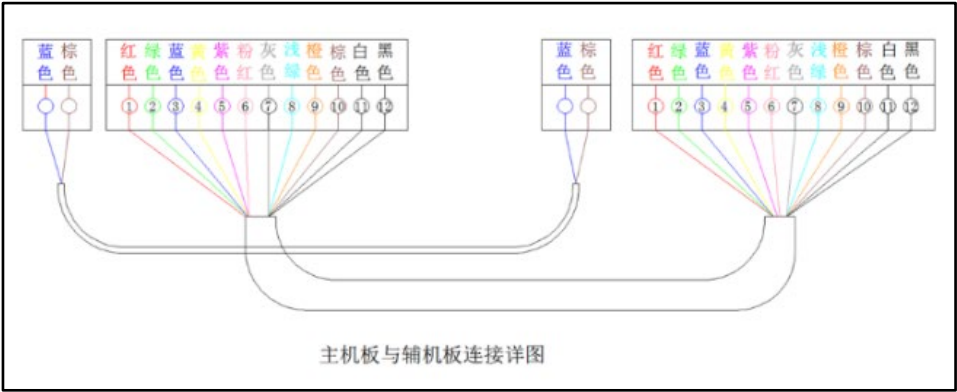 蓝色 棕色
红色 绿色 蓝色 黄色 紫色 粉红 灰色 浅绿 橙色 棕色 白色 黑色
① ② ③ ④ ⑤ ⑥ ⑦ ⑧ ⑨ ⑩ ⑪ ⑫
蓝色 棕色
红色 绿色 蓝色 黄色 紫色 粉红 灰色 浅绿 橙色 棕色 白色 黑色
① ② ③ ④ ⑤ ⑥ ⑦ ⑧ ⑨ ⑩ ⑪ ⑫
主机板与辅机板连接详图